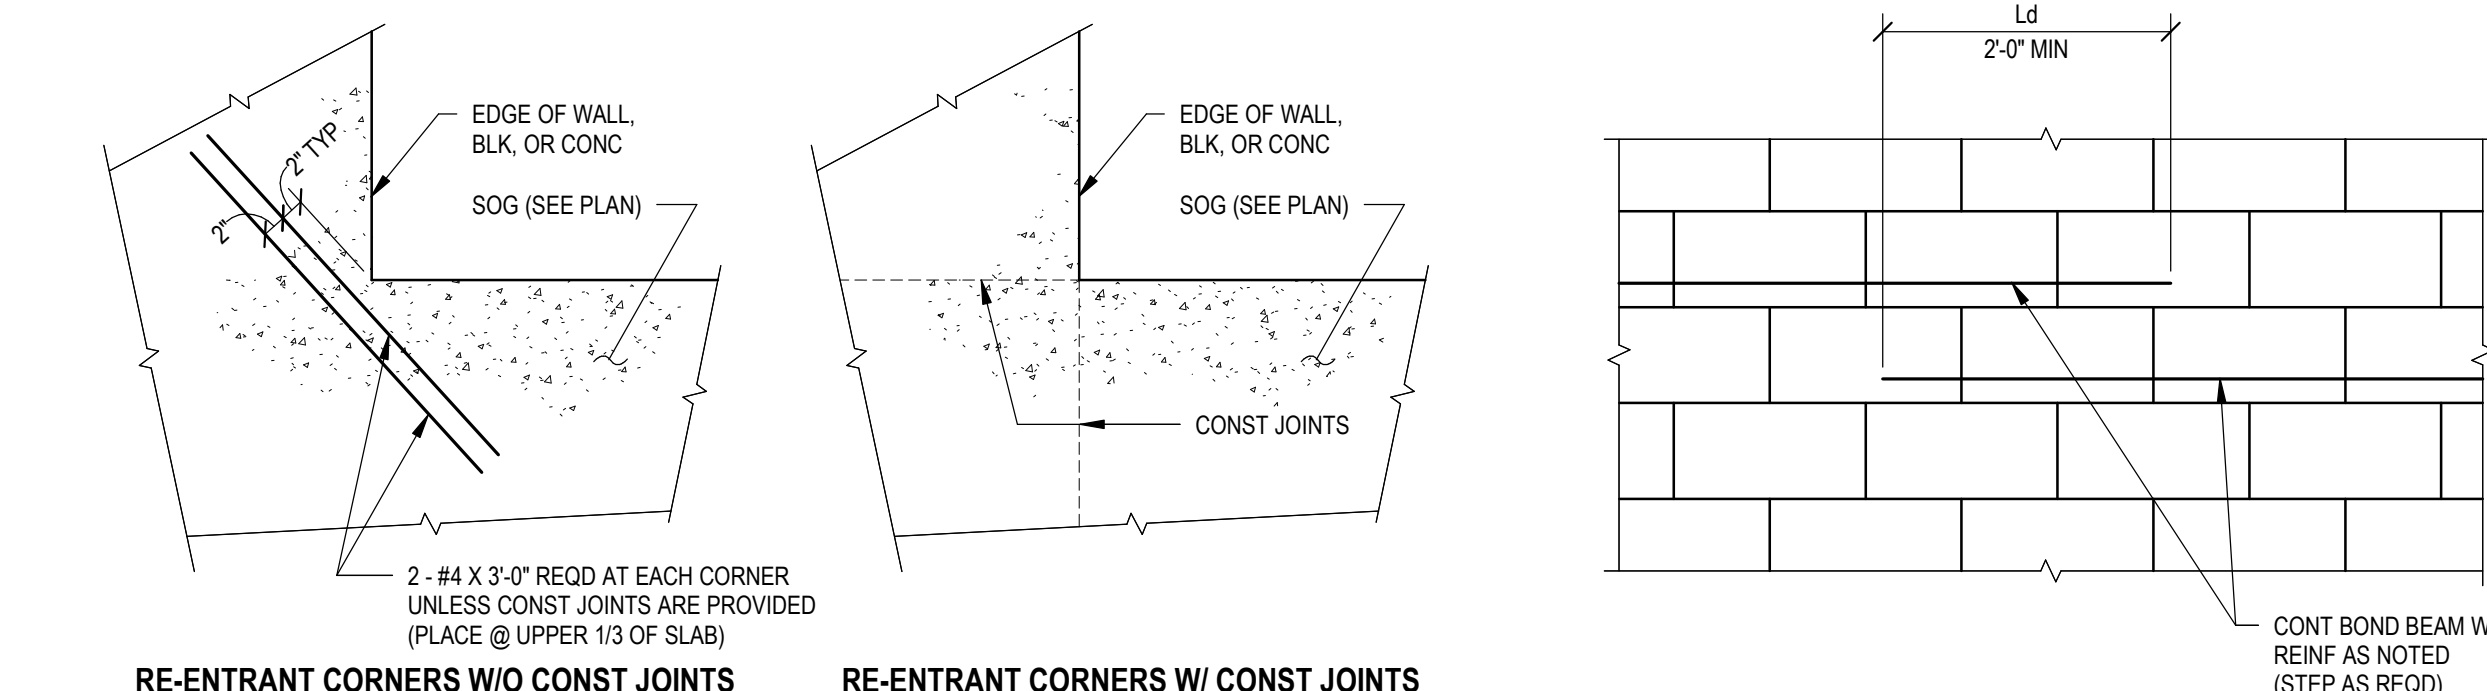 EDGE OF WALL,
BLK, OR CONC
SOG (SEE PLAN)
2" TYP
2"
2 - #4 X 3'-0" REQD AT EACH CORNER
UNLESS CONST JOINTS ARE PROVIDED
(PLACE @ UPPER 1/3 OF SLAB)
RE-ENTRANT CORNERS W/O CONST JOINTS
EDGE OF WALL,
BLK, OR CONC
SOG (SEE PLAN)
CONST JOINTS
RE-ENTRANT CORNERS W/ CONST JOINTS
Ld
2'-0" MIN
CONT BOND BEAM W
REINF AS NOTED
(STEP AS REQD)